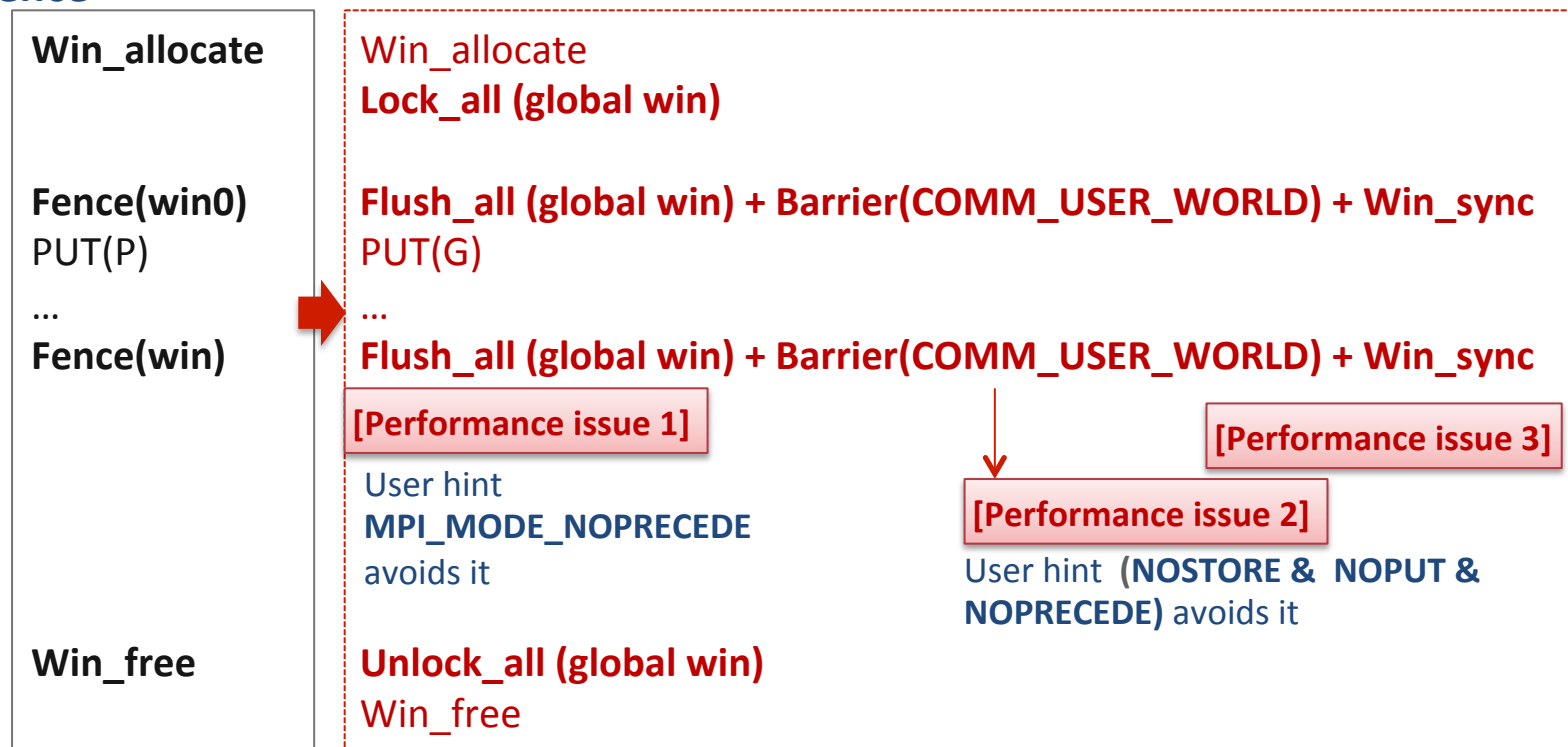 Win_allocate
Fence(win0)
PUT(P)
...
Fence(win)
Win_free
Win_allocate
Lock_all (global win)
Flush_all (global win) + Barrier(COMM_USER_WORLD) + Win_sync
PUT(G)
...
Flush_all (global win) + Barrier(COMM_USER_WORLD) + Win_sync
[Performance issue 1]
User hint
MPI_MODE_NOPRECEDE
avoids it
[Performance issue 3]
[Performance issue 2]
User hint (NOSTORE & NOPUT &
NOPRECEDE) avoids it
Unlock_all (global win)
Win_free